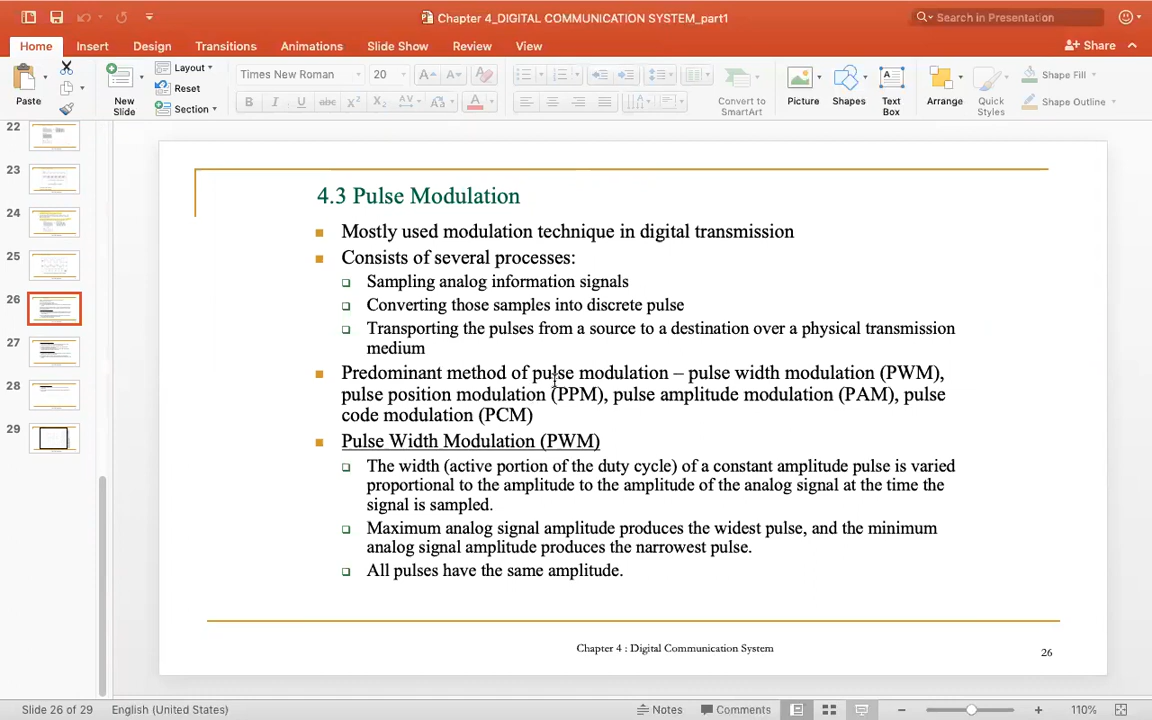 Chapter 4_DIGITAL COMMUNICATION SYSTEM_part1
Search in Presentation
Home Insert Design Transitions Animations Slide Show Review View Share
Paste
New Slide
Layout
Reset
Section
Times New Roman 20
B I U abc X² X₂ AV Aa A
Convert to SmartArt
Picture
Shapes
Text Box
Arrange
Quick Styles
Shape Fill
Shape Outline
22
23
24
25
26
27
28
29
4.3 Pulse Modulation
Mostly used modulation technique in digital transmission
Consists of several processes:
Sampling analog information signals
Converting those samples into discrete pulse
Transporting the pulses from a source to a destination over a physical transmission
medium
Predominant method of pulse modulation – pulse width modulation (PWM),
pulse position modulation (PPM), pulse amplitude modulation (PAM), pulse
code modulation (PCM)
Pulse Width Modulation (PWM)
The width (active portion of the duty cycle) of a constant amplitude pulse is varied
proportional to the amplitude to the amplitude of the analog signal at the time the
signal is sampled.
Maximum analog signal amplitude produces the widest pulse, and the minimum
analog signal amplitude produces the narrowest pulse.
All pulses have the same amplitude.
Chapter 4 : Digital Communication System
26
Slide 26 of 29 English (United States) Notes Comments 110%